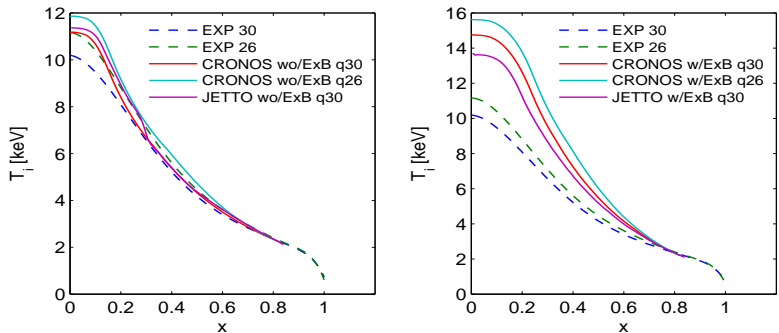 12
10
8
6
4
2
0
T_i [keV]
0 0.2 0.4 0.6 0.8 1
x
EXP 30
EXP 26
CRONOS wo/ExB q30
CRONOS wo/ExB q26
JETTO wo/ExB q30
16
14
12
10
8
6
4
2
0
T_i [keV]
0 0.2 0.4 0.6 0.8 1
x
EXP 30
EXP 26
CRONOS w/ExB q30
CRONOS w/ExB q26
JETTO w/ExB q30